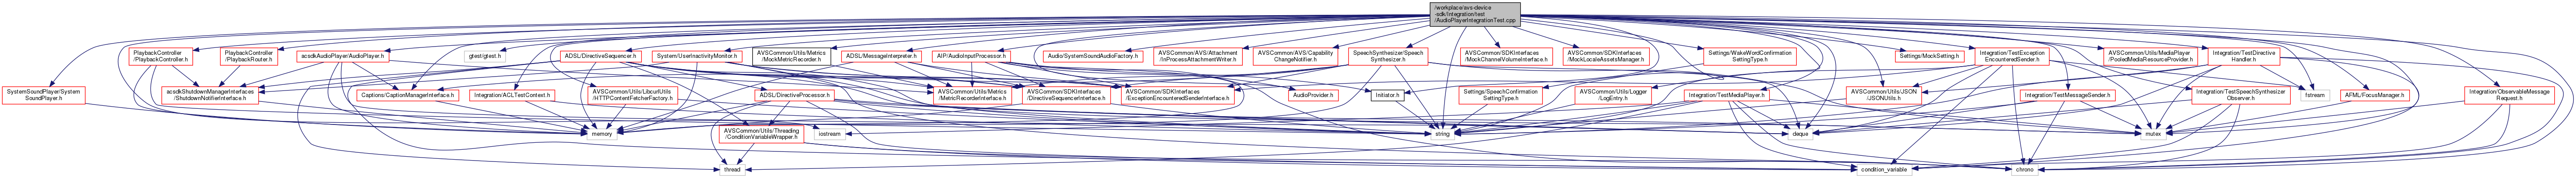 /workplace/avs-device
-sdk/Integration/test
/AudioPlayerIntegrationTest.cpp
PlaybackController
/PlaybackController.h
PlaybackController
/PlaybackRouter.h
acsdkAudioPlayer/AudioPlayer.h
gtest/gtest.h
ADSL/DirectiveSequencer.h
System/UserInactivityMonitor.h
AVSCommon/Utils/Metrics
/MockMetricRecorder.h
ADSL/MessageInterpreter.h
AIP/AudioInputProcessor.h
Audio/SystemSoundAudioFactory.h
AVSCommon/AVS/Attachment
/InProcessAttachmentWriter.h
AVSCommon/AVS/Capability
ChangeNotifier.h
SpeechSynthesizer/Speech
Synthesizer.h
AVSCommon/SDKInterfaces
/MockChannelVolumeInterface.h
AVSCommon/SDKInterfaces
/MockLocaleAssetsManager.h
Settings/WakeWordConfirmation
SettingType.h
Settings/MockSetting.h
Integration/TestException
EncounteredSender.h
AVSCommon/Utils/MediaPlayer
/PooledMediaResourceProvider.h
Integration/TestDirective
Handler.h
SystemSoundPlayer/System
SoundPlayer.h
acsdkShutdownManagerInterfaces
/ShutdownNotifierInterface.h
Captions/CaptionManagerInterface.h
Integration/ACLTestContext.h
AVSCommon/Utils/LibcurlUtils
/HTTPContentFetcherFactory.h
ADSL/DirectiveProcessor.h
AVSCommon/Utils/Metrics
/MetricRecorderInterface.h
AVSCommon/SDKInterfaces
/DirectiveSequencerInterface.h
AVSCommon/SDKInterfaces
/ExceptionEncounteredSenderInterface.h
AudioProvider.h
Initiator.h
Settings/SpeechConfirmation
SettingType.h
AVSCommon/Utils/Logger
/LogEntry.h
Integration/TestMediaPlayer.h
AVSCommon/Utils/JSON
/JSONUtils.h
Integration/TestMessageSender.h
Integration/TestSpeechSynthesizer
Observer.h
fstream
AFML/FocusManager.h
Integration/ObservableMessage
Request.h
memory
AVSCommon/Utils/Threading
/ConditionVariableWrapper.h
iostream
string
deque
mutex
thread
condition_variable
chrono